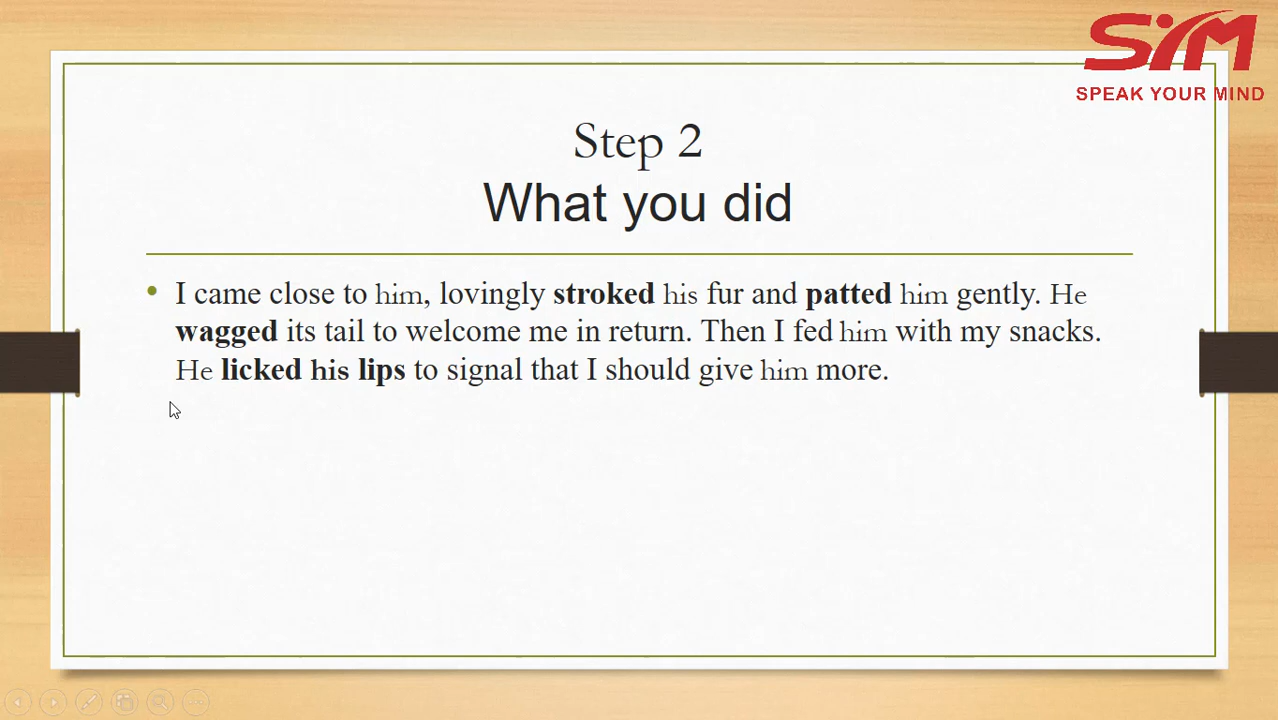 SYM
SPEAK YOUR MIND
Step 2
What you did
• I came close to him, lovingly stroked his fur and patted him gently. He
wagged its tail to welcome me in return. Then I fed him with my snacks.
He licked his lips to signal that I should give him more.